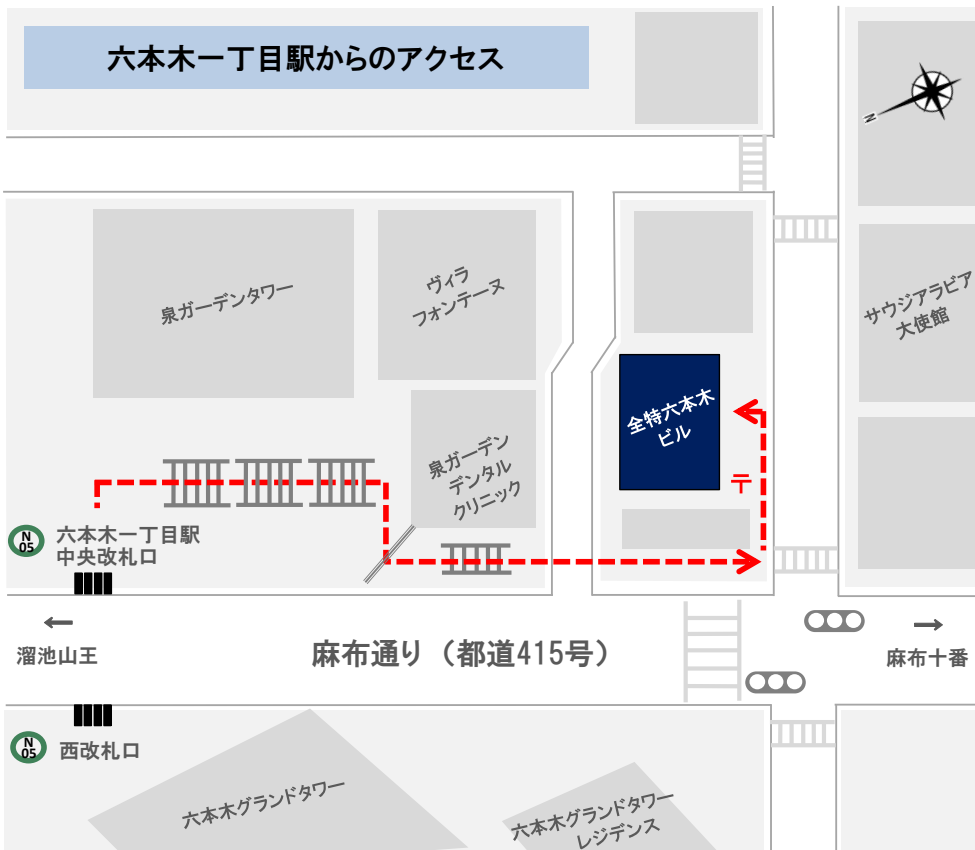 六本木一丁目駅からのアクセス
N
泉ガーデンタワー
ヴィラ
フォンテーヌ
サウジアラビア
大使館
全特六本木
ビル
泉ガーデン
デンタル
クリニック
〒
N
05
六本木一丁目駅
中央改札口
溜池山王
麻布通り（都道415号）
麻布十番
N
05
西改札口
六本木グランドタワー
六本木グランドタワー
レジデンス